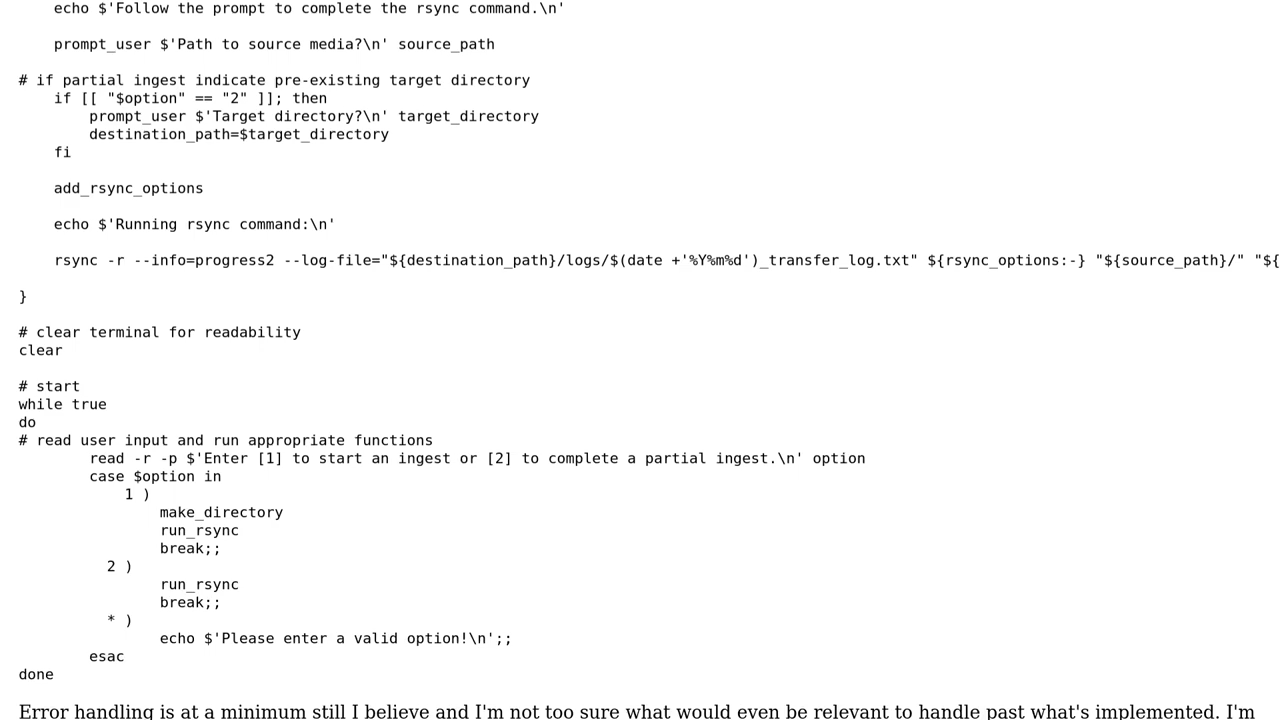 echo $'Follow the prompt to complete the rsync command.\n'

    prompt_user $'Path to source media?\n' source_path

# if partial ingest indicate pre-existing target directory
    if [[ "$option" == "2" ]]; then
        prompt_user $'Target directory?\n' target_directory
        destination_path=$target_directory
    fi

    add_rsync_options

    echo $'Running rsync command:\n'

    rsync -r --info=progress2 --log-file="${destination_path}/logs/$(date +'%Y%m%d')_transfer_log.txt" ${rsync_options:-} "${source_path}/" "${

}

# clear terminal for readability
clear

# start
while true
do
# read user input and run appropriate functions
        read -r -p $'Enter [1] to start an ingest or [2] to complete a partial ingest.\n' option
        case $option in
            1 )
                make_directory
                run_rsync
                break;;
          2 )
                run_rsync
                break;;
          * )
                echo $'Please enter a valid option!\n';;
        esac
done

Error handling is at a minimum still I believe and I'm not too sure what would even be relevant to handle past what's implemented. I'm